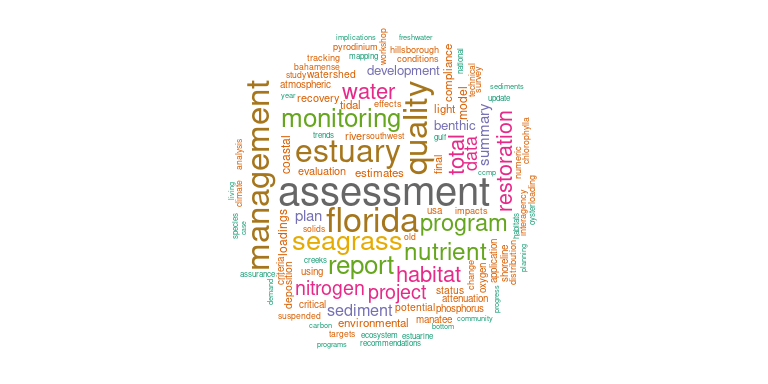 implications
freshwater
pyrodinium
workshop
hillsborough
tracking
mapping
conditions
national
bahamense
development
compliance
technical
survey
study
watershed
atmospheric
water
quality
model
sediments
year
recovery
tidal
effects
light
update
management
monitoring
benthic
summary
restoration
trends
river
southwest
gulf
total
data
numeric
chlorophylla
analysis
coastal
estuary
final
evaluation
estimates
ccmp
living
climate
assessment
loading
oyster
species
case
plan
florida
usa
impacts
program
interagency
habitats
solids
seagrass
old
loadings
creeks
nutrient
application
shoreline
distribution
planning
assurance
criteria
deposition
using
report
habitat
change
oxygen
demand
critical
nitrogen
project
status
attenuation
progress
suspended
sediment
potential
phosphorus
carbon
environmental
manatee
community
bottom
targets
ecosystem
estuarine
programs
recommendations